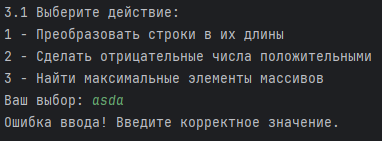 3.1 Выберите действие:
1 - Преобразовать строки в их длины
2 - Сделать отрицательные числа положительными
3 - Найти максимальные элементы массивов
Ваш выбор: asda
Ошибка ввода! Введите корректное значение.